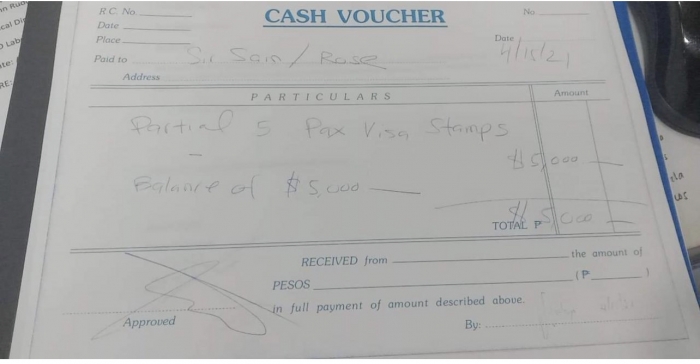 R.C. No.
CASH VOUCHER
No.
Date
Place
Date 4/15/21
Paid to Sir Sain / Rose
Address
PARTICULARS
Amount
Partial 5 Pax Visa Stamps
$5,000
Balance of $5,000
TOTAL P $5,000
RECEIVED from the amount of
PESOS (P )
in full payment of amount described above.
Approved
By: